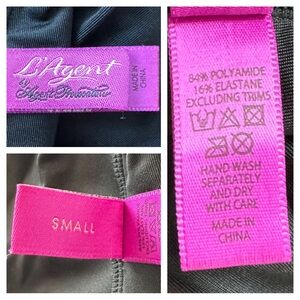 L'Agent
by
Agent Provocateur
MADE IN
CHINA
SMALL
84% POLYAMIDE
16% ELASTANE
EXCLUDING TRIMS
HAND WASH
SEPARATELY
AND DRY
WITH CARE
MADE IN
CHINA